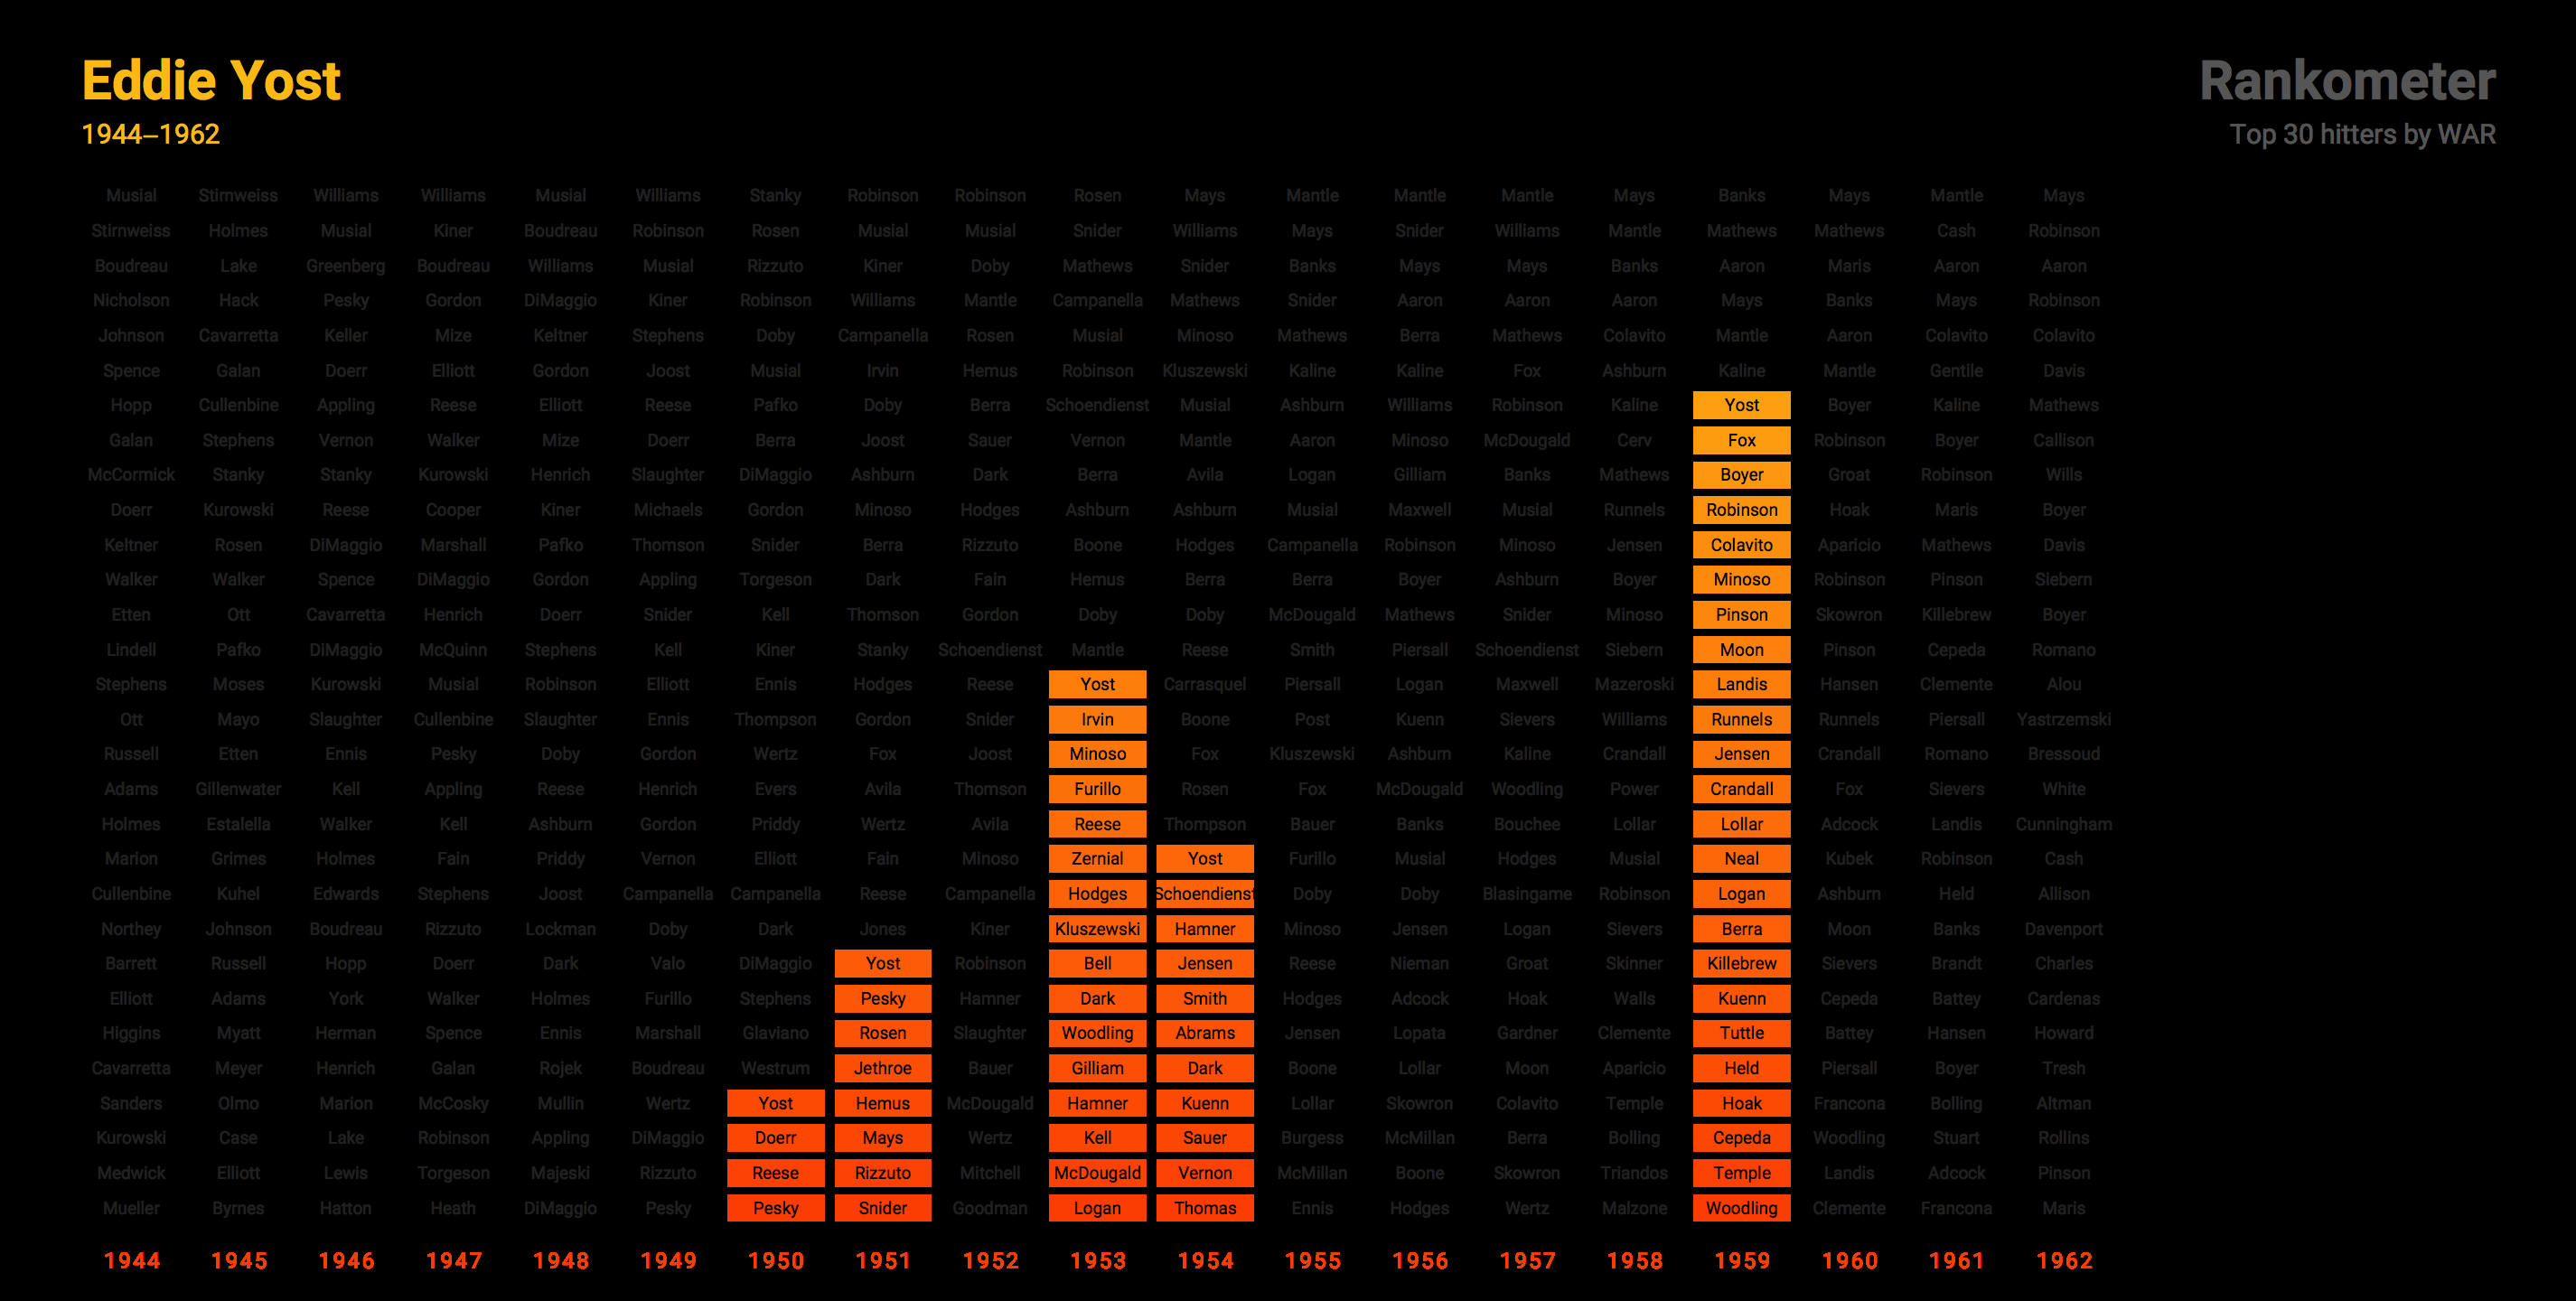 Eddie Yost
1944–1962
Rankometer
Top 30 hitters by WAR
Musial Stirnweiss Williams Williams Musial Williams Stanky Robinson Robinson Rosen Mays Mantle Mantle Mantle Mays Banks Mays Mantle Mays
Stirnweiss Holmes Musial Kiner Boudreau Robinson Rosen Musial Musial Snider Williams Mays Snider Williams Mantle Mathews Mathews Cash Robinson
Boudreau Lake Greenberg Boudreau Williams Musial Rizzuto Kiner Doby Mathews Snider Banks Mays Mays Banks Aaron Maris Aaron Aaron
Nicholson Hack Pesky Gordon DiMaggio Kiner Robinson Williams Mantle Campanella Mathews Snider Aaron Aaron Aaron Mays Banks Mays Robinson
Johnson Cavarretta Keller Mize Keltner Stephens Doby Campanella Rosen Musial Minoso Mathews Berra Mathews Colavito Mantle Aaron Colavito Colavito
Spence Galan Doerr Elliott Gordon Joost Musial Irvin Hemus Robinson Kluszewski Kaline Kaline Fox Ashburn Kaline Mantle Gentile Davis
Hopp Cullenbine Appling Reese Elliott Reese Pafko Doby Berra Schoendienst Musial Ashburn Williams Robinson Kaline Yost Boyer Kaline Mathews
Galan Stephens Vernon Walker Mize Doerr Berra Joost Sauer Vernon Mantle Aaron Minoso McDougald Cerv Fox Robinson Boyer Callison
McCormick Stanky Stanky Kurowski Henrich Slaughter DiMaggio Ashburn Dark Berra Avila Logan Gilliam Banks Mathews Boyer Groat Robinson Wills
Doerr Kurowski Reese Cooper Kiner Michaels Gordon Minoso Hodges Ashburn Ashburn Musial Maxwell Musial Runnels Robinson Hoak Maris Boyer
Keltner Rosen DiMaggio Marshall Pafko Thomson Snider Berra Rizzuto Boone Hodges Campanella Robinson Minoso Jensen Colavito Aparicio Mathews Davis
Walker Walker Spence DiMaggio Gordon Appling Torgeson Dark Fain Hemus Berra Berra Boyer Ashburn Boyer Minoso Robinson Pinson Siebern
Etten Ott Cavarretta Henrich Doerr Snider Kell Thomson Gordon Doby Doby McDougald Mathews Snider Minoso Pinson Skowron Killebrew Boyer
Lindell Pafko DiMaggio McQuinn Stephens Kell Kiner Stanky Schoendienst Mantle Reese Smith Piersall Schoendienst Siebern Moon Pinson Cepeda Romano
Stephens Moses Kurowski Musial Robinson Elliott Ennis Hodges Reese Yost Carrasquel Piersall Logan Maxwell Mazeroski Landis Hansen Clemente Alou
Ott Mayo Slaughter Cullenbine Slaughter Ennis Thompson Gordon Snider Irvin Boone Post Kuenn Sievers Williams Runnels Runnels Piersall Yastrzemski
Russell Etten Ennis Pesky Doby Gordon Wertz Fox Joost Minoso Fox Kluszewski Ashburn Kaline Crandall Jensen Crandall Romano Bressoud
Adams Gillenwater Kell Appling Reese Henrich Evers Avila Thomson Furillo Rosen Fox McDougald Woodling Power Crandall Fox Sievers White
Holmes Estalella Walker Kell Ashburn Gordon Priddy Wertz Avila Reese Thompson Bauer Banks Bouchee Lollar Lollar Adcock Landis Cunningham
Marion Grimes Holmes Fain Priddy Vernon Elliott Fain Minoso Zernial Yost Furillo Musial Hodges Musial Neal Kubek Robinson Cash
Cullenbine Kuhel Edwards Stephens Joost Campanella Campanella Reese Campanella Hodges Schoendienst Doby Doby Blasingame Robinson Logan Ashburn Held Allison
Northey Johnson Boudreau Rizzuto Lockman Doby Dark Jones Kiner Kluszewski Hamner Minoso Jensen Logan Sievers Berra Moon Banks Davenport
Barrett Russell Hopp Doerr Dark Valo DiMaggio Yost Robinson Bell Jensen Reese Nieman Groat Skinner Killebrew Sievers Brandt Charles
Elliott Adams York Walker Holmes Furillo Stephens Pesky Hamner Dark Smith Hodges Adcock Hoak Walls Kuenn Cepeda Battey Cardenas
Higgins Myatt Herman Spence Ennis Marshall Glaviano Rosen Slaughter Woodling Abrams Jensen Lopata Gardner Clemente Tuttle Battey Hansen Howard
Cavarretta Meyer Henrich Galan Rojek Boudreau Westrum Jethroe Bauer Gilliam Dark Boone Lollar Moon Aparicio Held Piersall Boyer Tresh
Sanders Olmo Marion McCosky Mullin Wertz Yost Hemus McDougald Hamner Kuenn Lollar Skowron Colavito Temple Hoak Francona Bolling Altman
Kurowski Case Lake Robinson Appling DiMaggio Doerr Mays Wertz Kell Sauer Burgess McMillan Berra Bolling Cepeda Woodling Stuart Rollins
Medwick Elliott Lewis Torgeson Majeski Rizzuto Reese Rizzuto Mitchell McDougald Vernon McMillan Boone Skowron Triandos Temple Landis Adcock Pinson
Mueller Byrnes Hatton Heath DiMaggio Pesky Pesky Snider Goodman Logan Thomas Ennis Hodges Wertz Malzone Woodling Clemente Francona Maris
1944 1945 1946 1947 1948 1949 1950 1951 1952 1953 1954 1955 1956 1957 1958 1959 1960 1961 1962